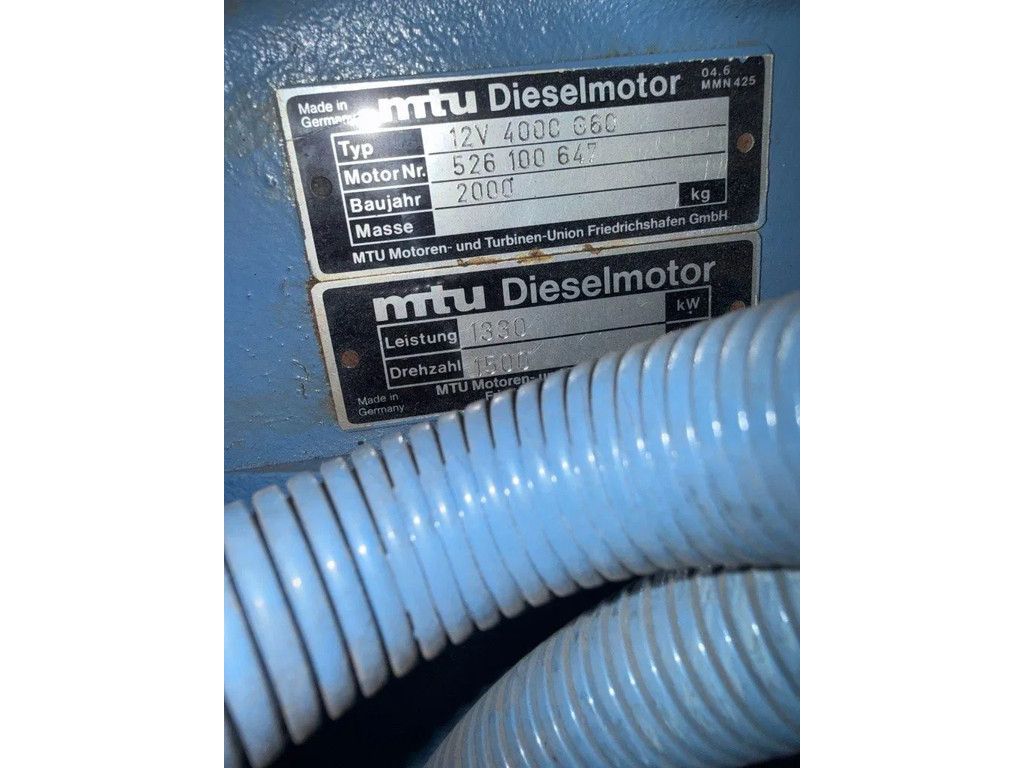 mtu Dieselmotor
04.6
MMN 425
Made in
Germany
Typ 12V 4000 G60
Motor Nr. 526 100 647
Baujahr 2000
Masse kg
MTU Motoren- und Turbinen-Union Friedrichshafen GmbH
mtu Dieselmotor
Leistung 1330 kW
Drehzahl 1500
MTU Motoren-
Made in
Germany